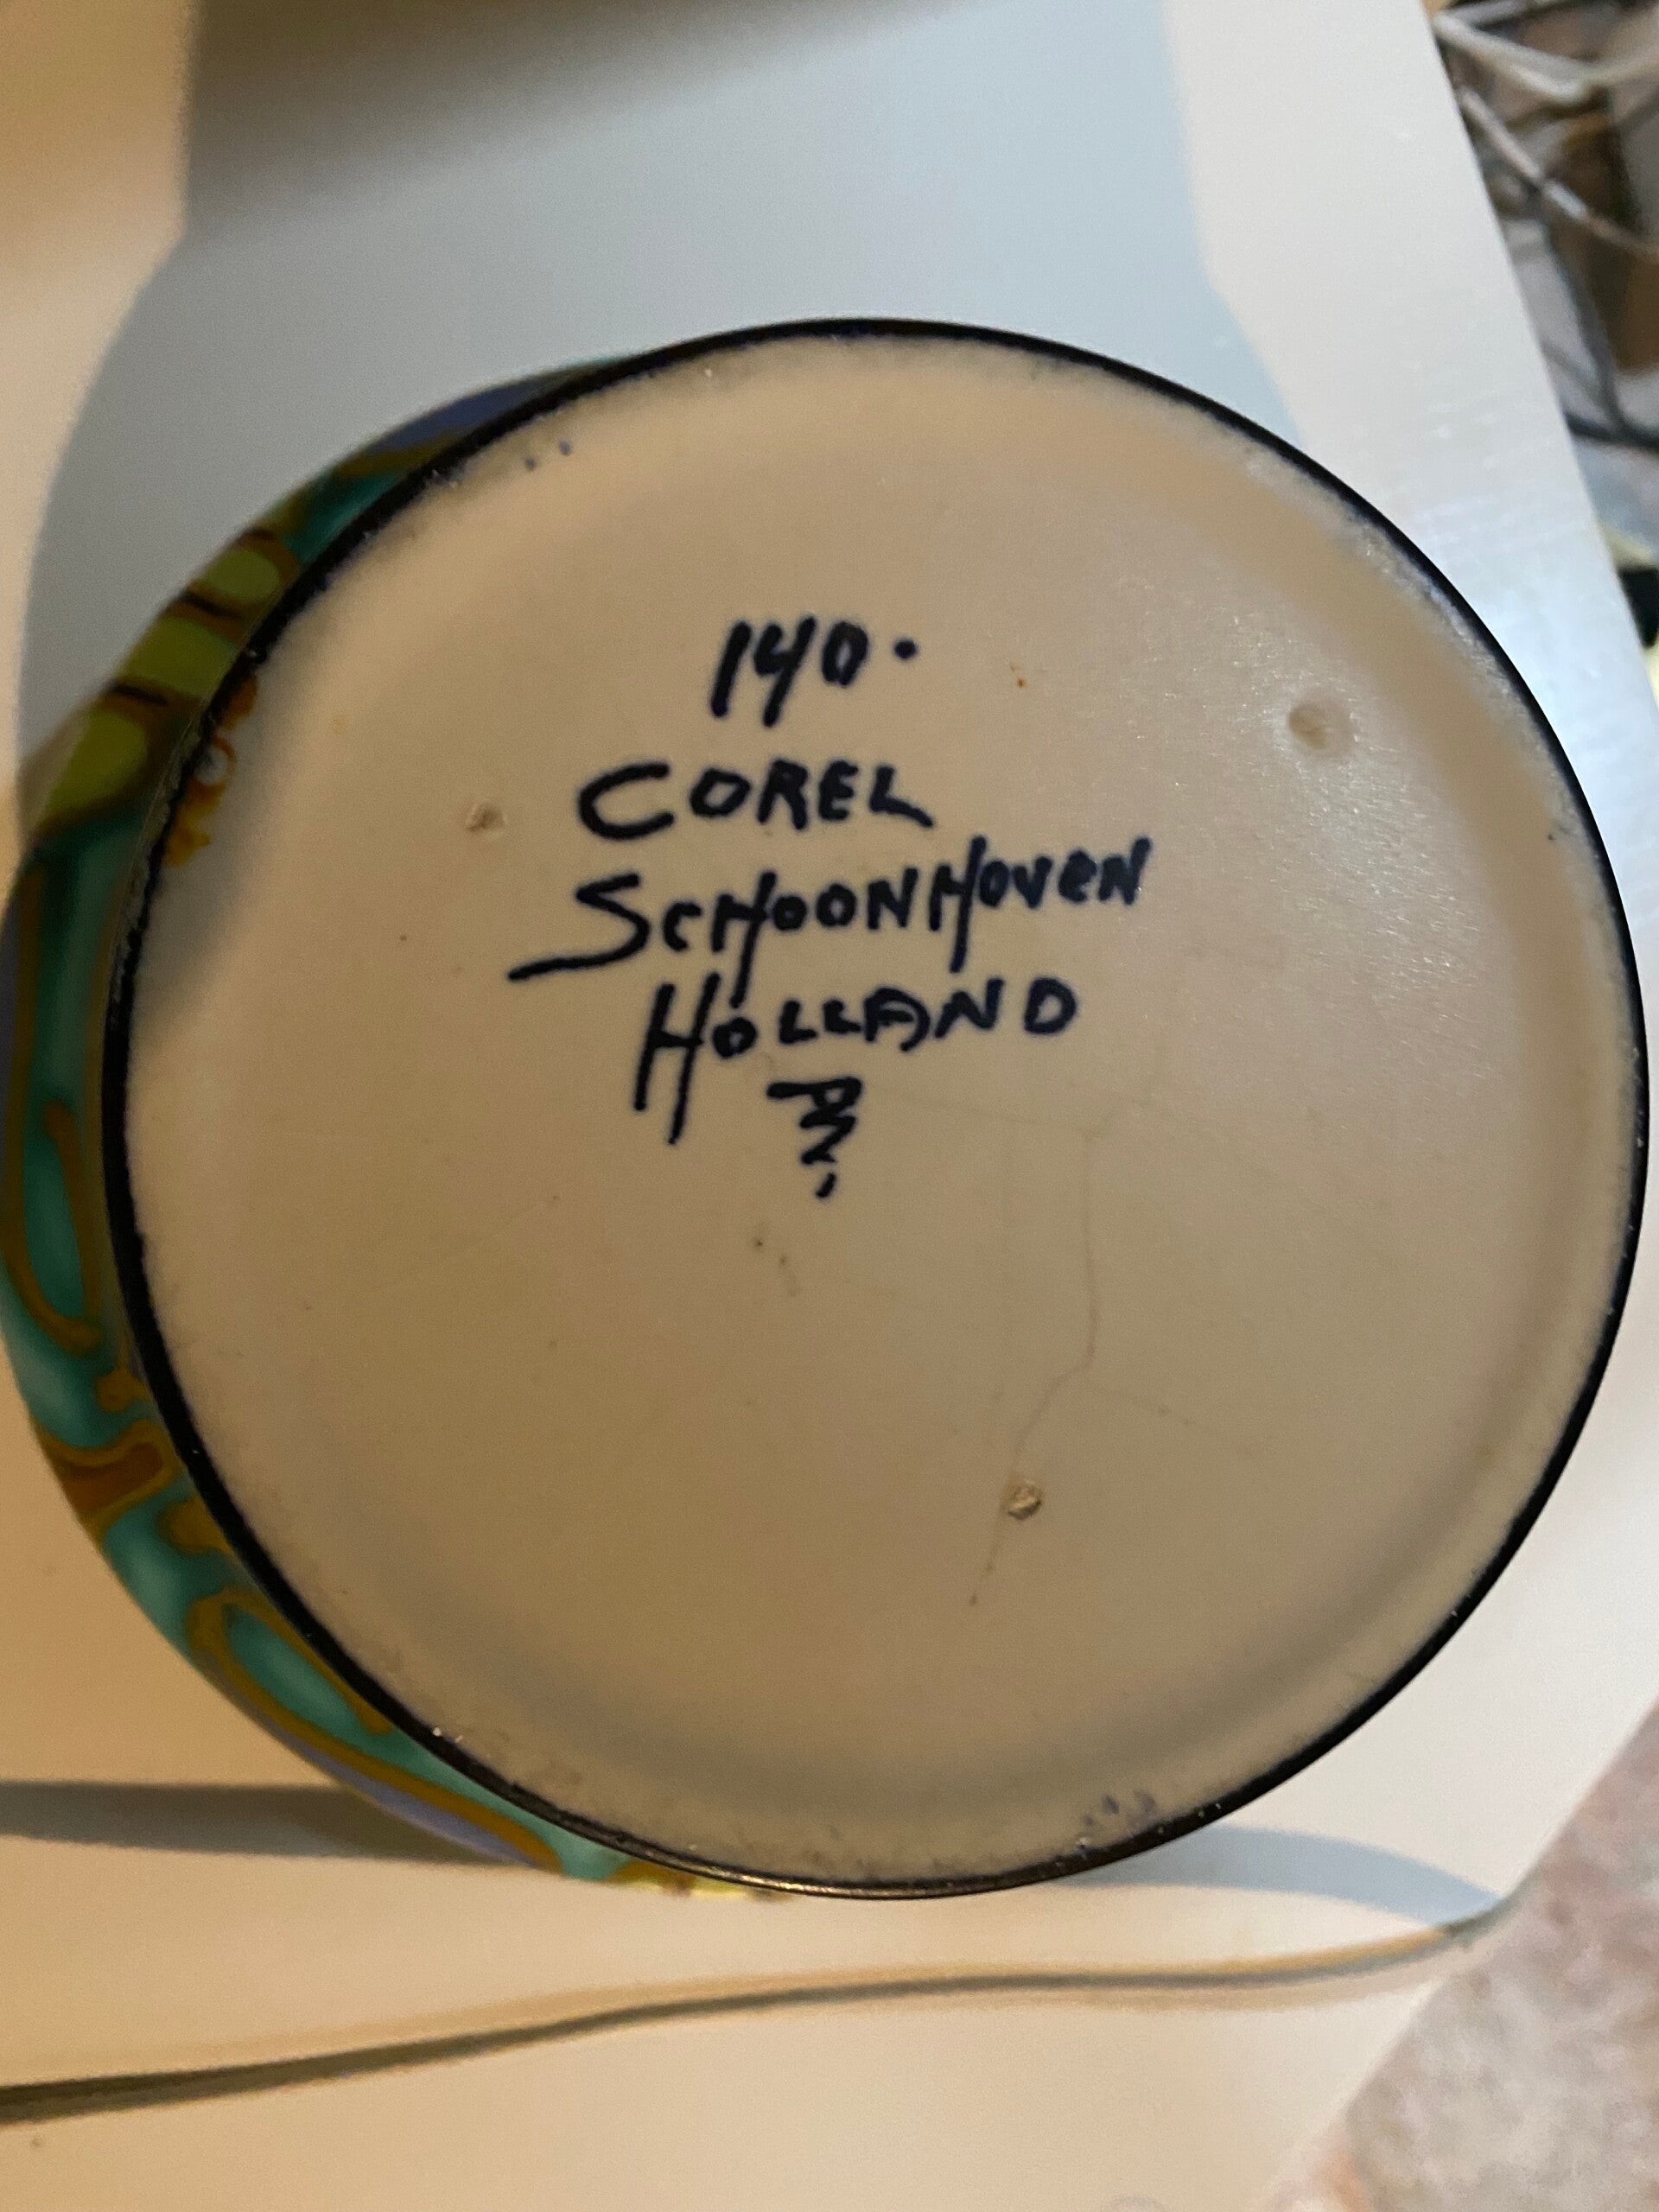 140.
COREL
SCHOONHOVEN
HOLLAND